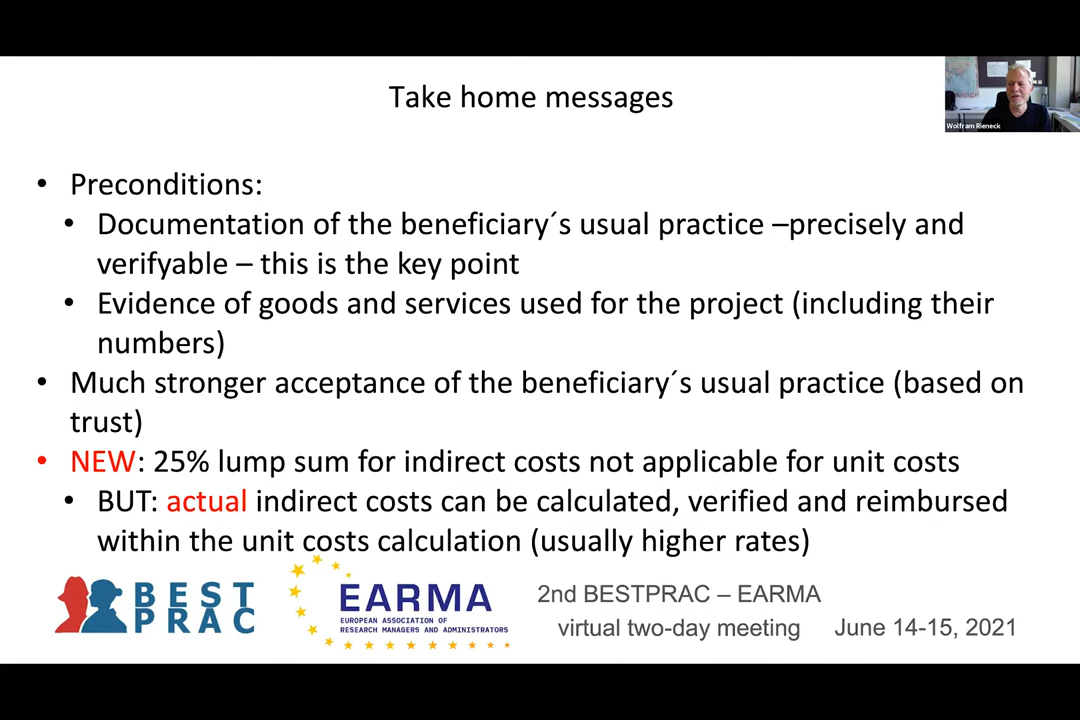 Take home messages
Wolfram Rieneck
• Preconditions:
• Documentation of the beneficiary´s usual practice –precisely and
verifyable – this is the key point
• Evidence of goods and services used for the project (including their
numbers)
• Much stronger acceptance of the beneficiary´s usual practice (based on
trust)
• NEW: 25% lump sum for indirect costs not applicable for unit costs
• BUT: actual indirect costs can be calculated, verified and reimbursed
within the unit costs calculation (usually higher rates)
BEST
PRAC
EARMA
EUROPEAN ASSOCIATION OF
RESEARCH MANAGERS AND ADMINISTRATORS
2nd BESTPRAC – EARMA
virtual two-day meeting
June 14-15, 2021